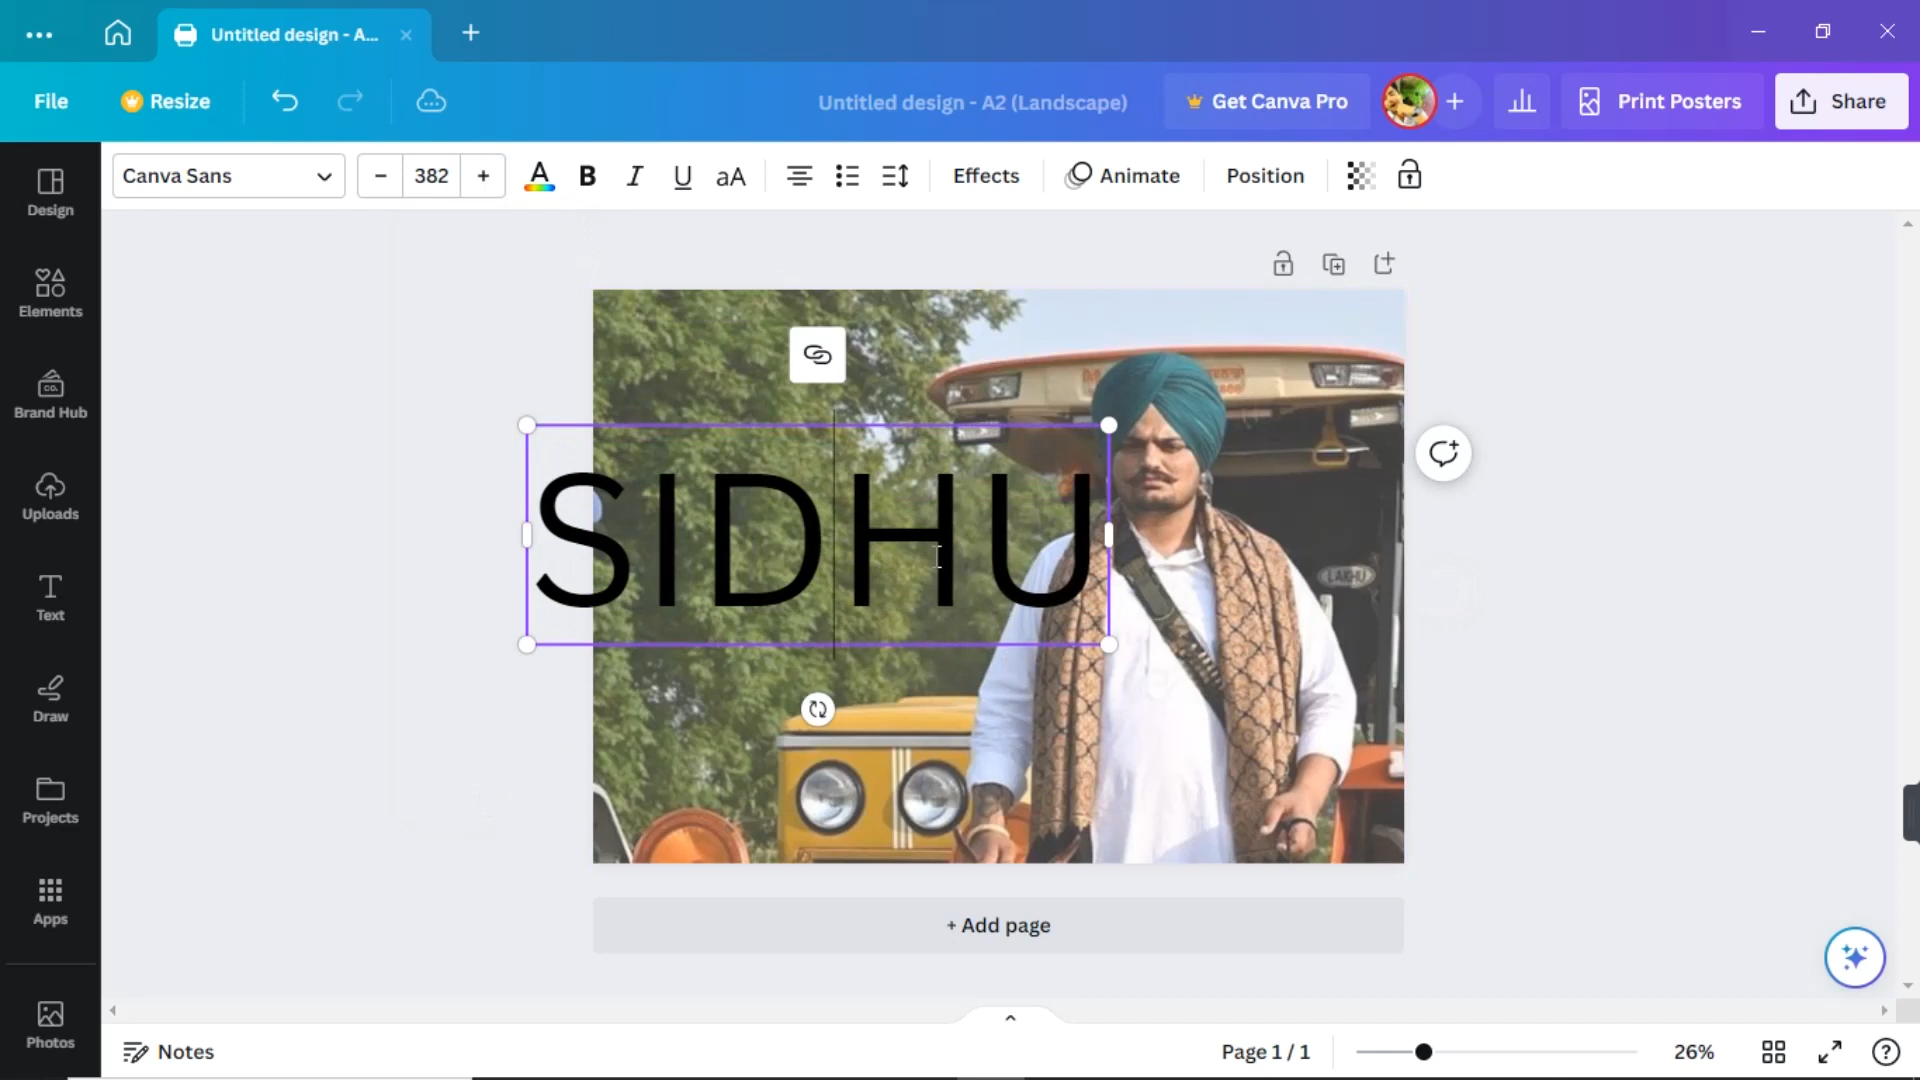 Untitled design - A...
File
Resize
Untitled design - A2 (Landscape)
Get Canva Pro
Print Posters
Share
Canva Sans
382
A
B
I
U
aA
Effects
Animate
Position
Design
Elements
CO.
Brand Hub
Uploads
Text
Draw
Projects
Apps
Photos
SIDHU
LAKHU
+ Add page
Notes
Page 1 / 1
26%